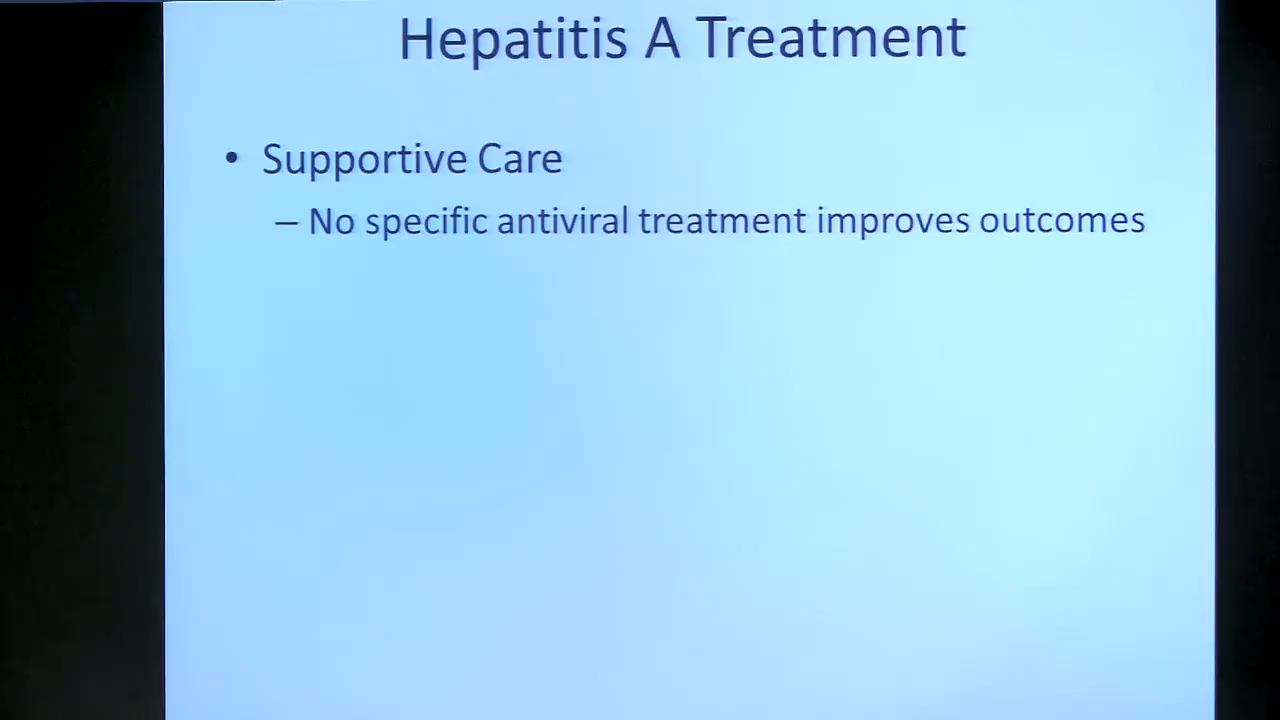 Hepatitis A Treatment
• Supportive Care
– No specific antiviral treatment improves outcomes